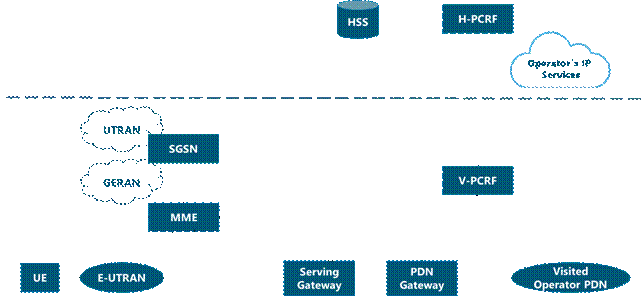 HSS
H-PCRF
Operator's IP
Services
UTRAN
SGSN
GERAN
V-PCRF
MME
UE
E-UTRAN
Serving
Gateway
PDN
Gateway
Visited
Operator PDN